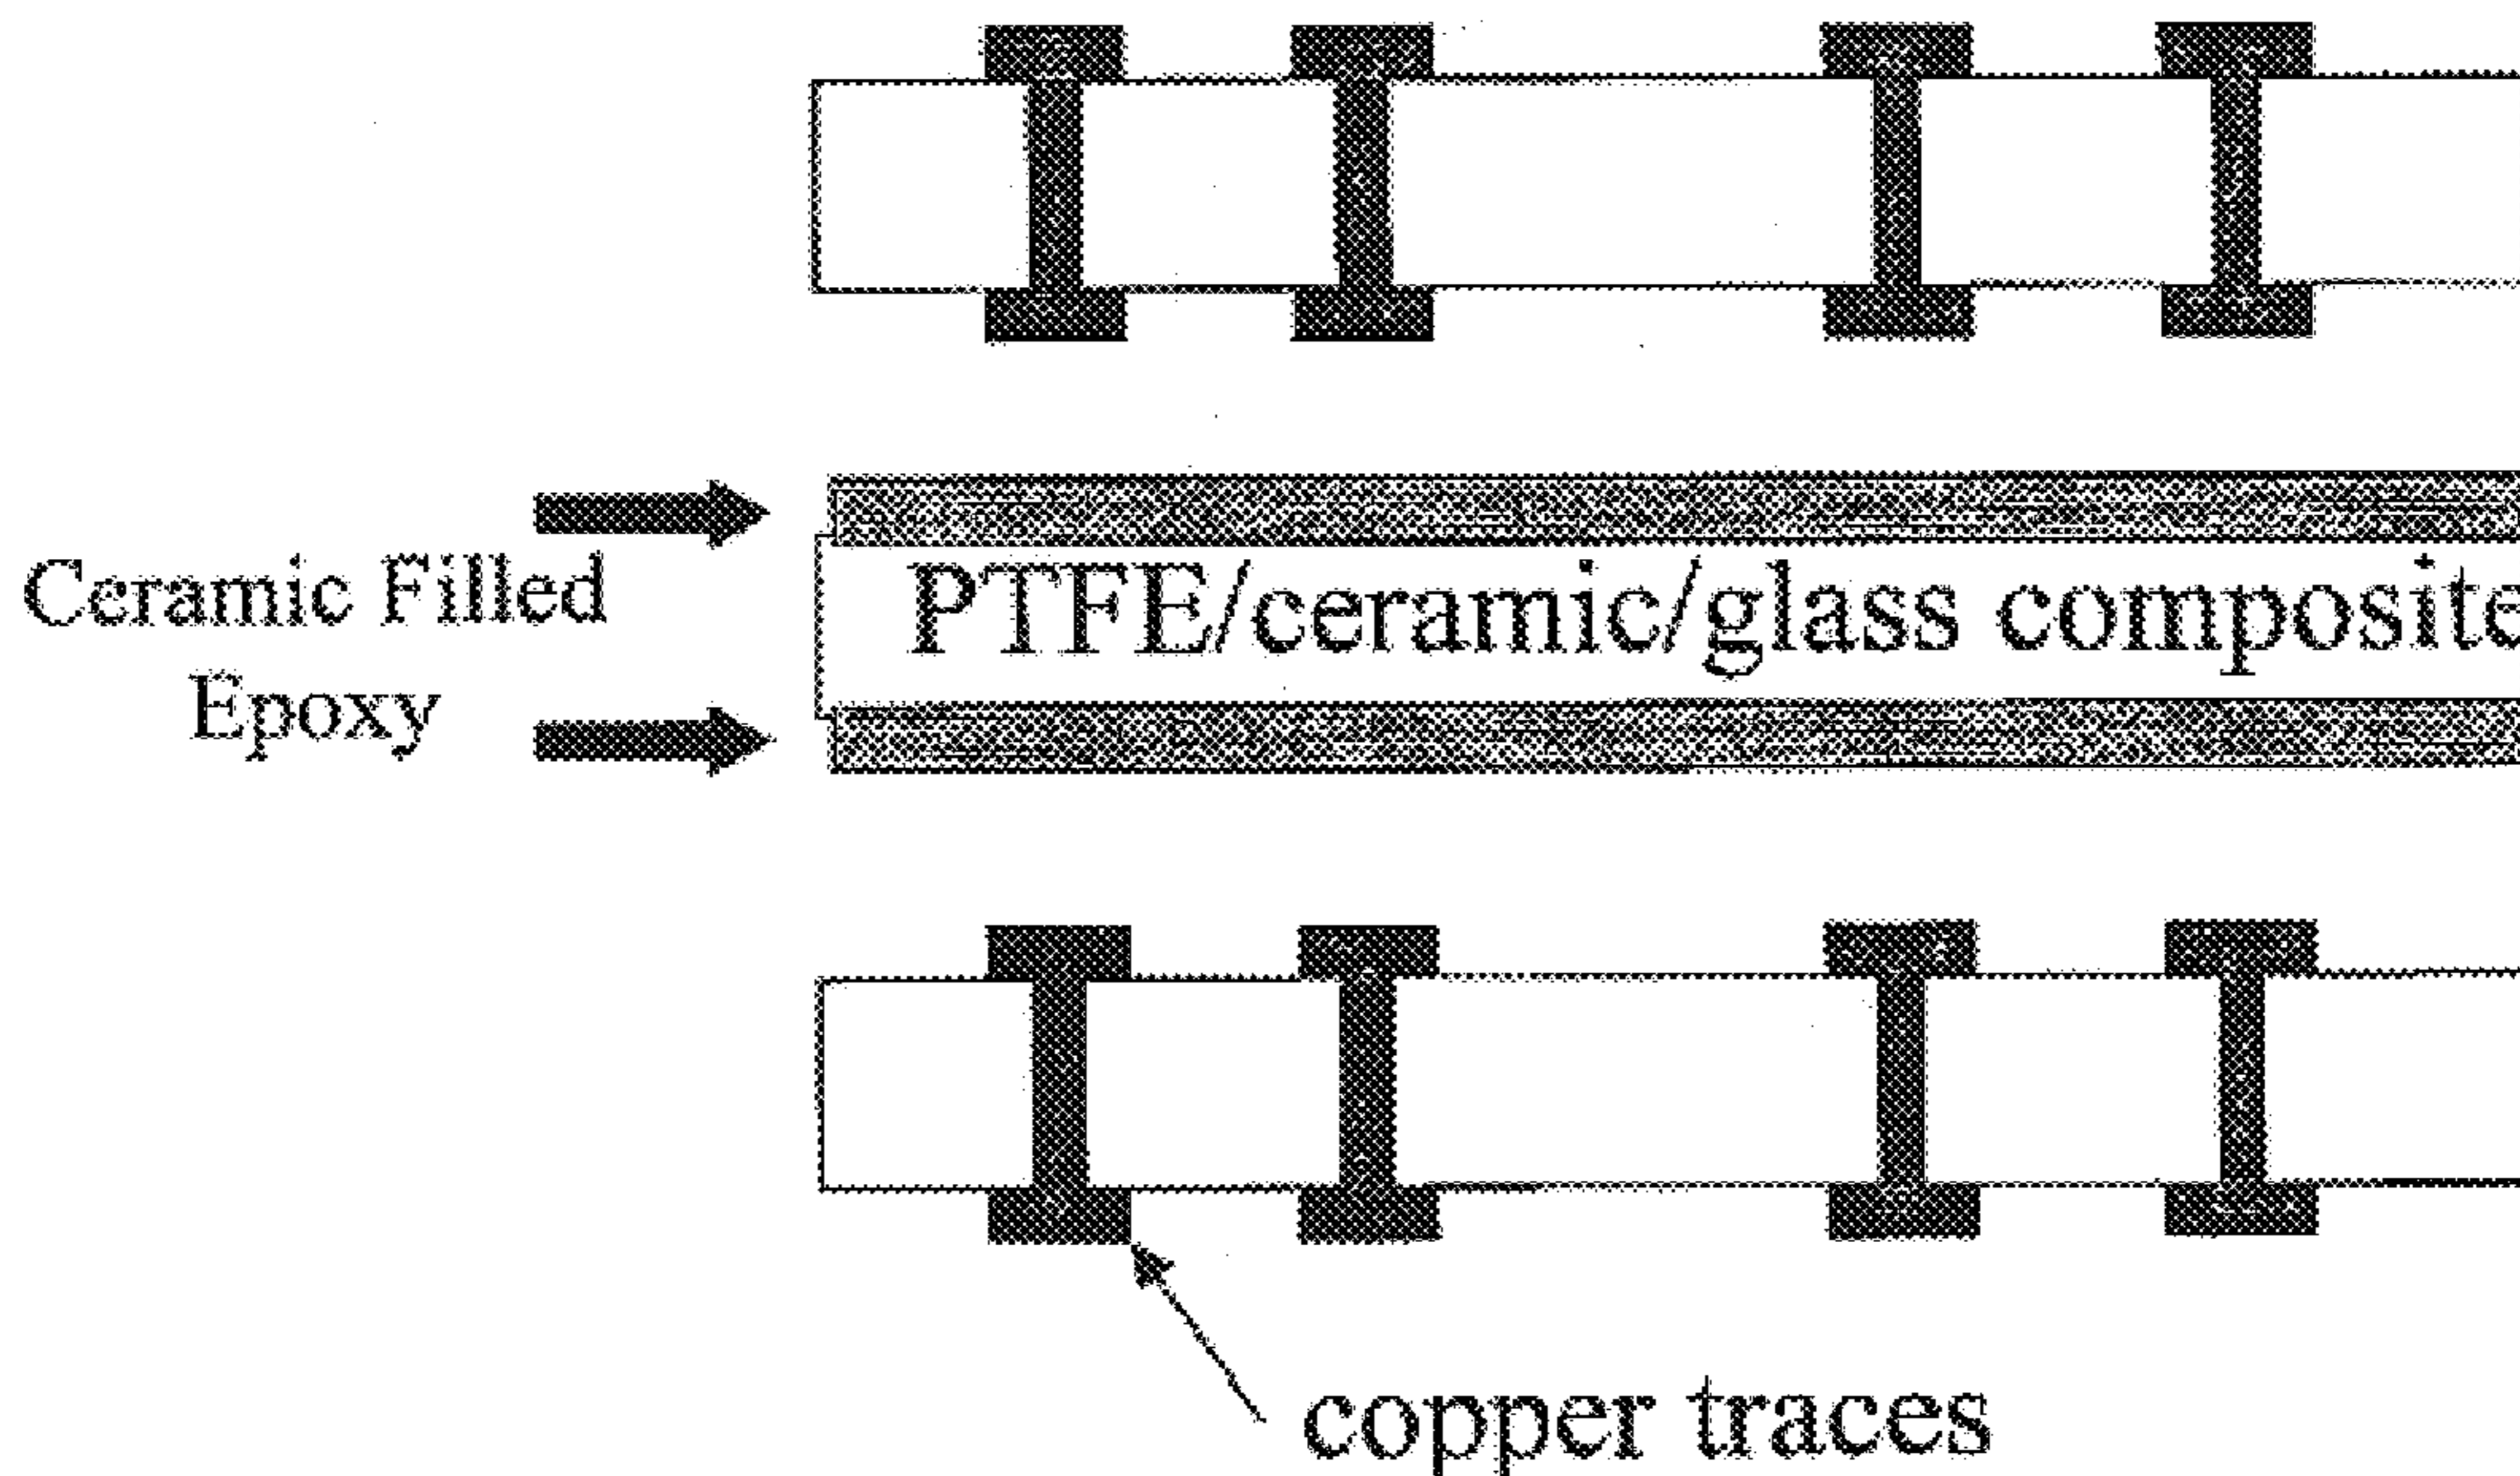 Ceramic Filled
Epoxy
PTFE/ceramic/glass composite
copper traces